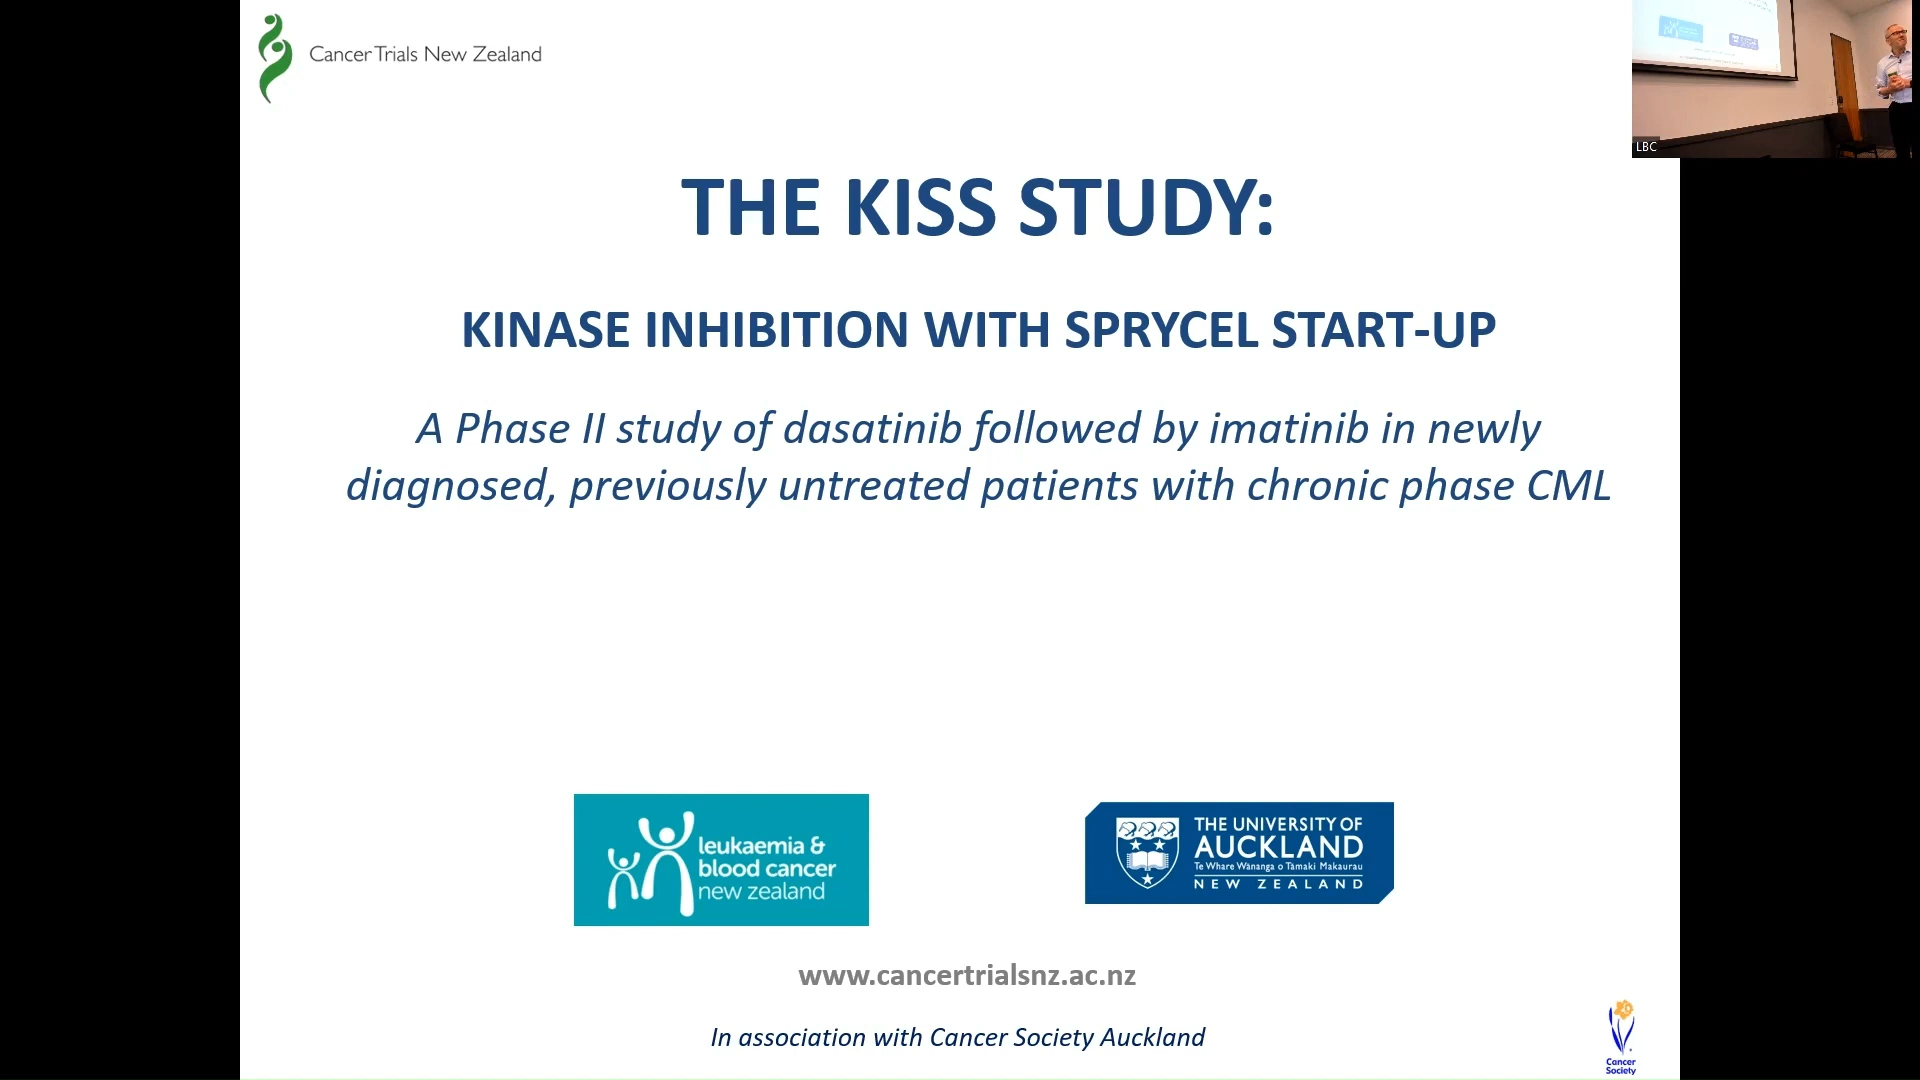 Cancer Trials New Zealand
LBC
THE KISS STUDY:
KINASE INHIBITION WITH SPRYCEL START-UP
A Phase II study of dasatinib followed by imatinib in newly
diagnosed, previously untreated patients with chronic phase CML
leukaemia &
blood cancer
new zealand
THE UNIVERSITY OF
AUCKLAND
Te Whare Wānanga o Tāmaki Makaurau
NEW ZEALAND
www.cancertrialsnz.ac.nz
In association with Cancer Society Auckland
Cancer
Society